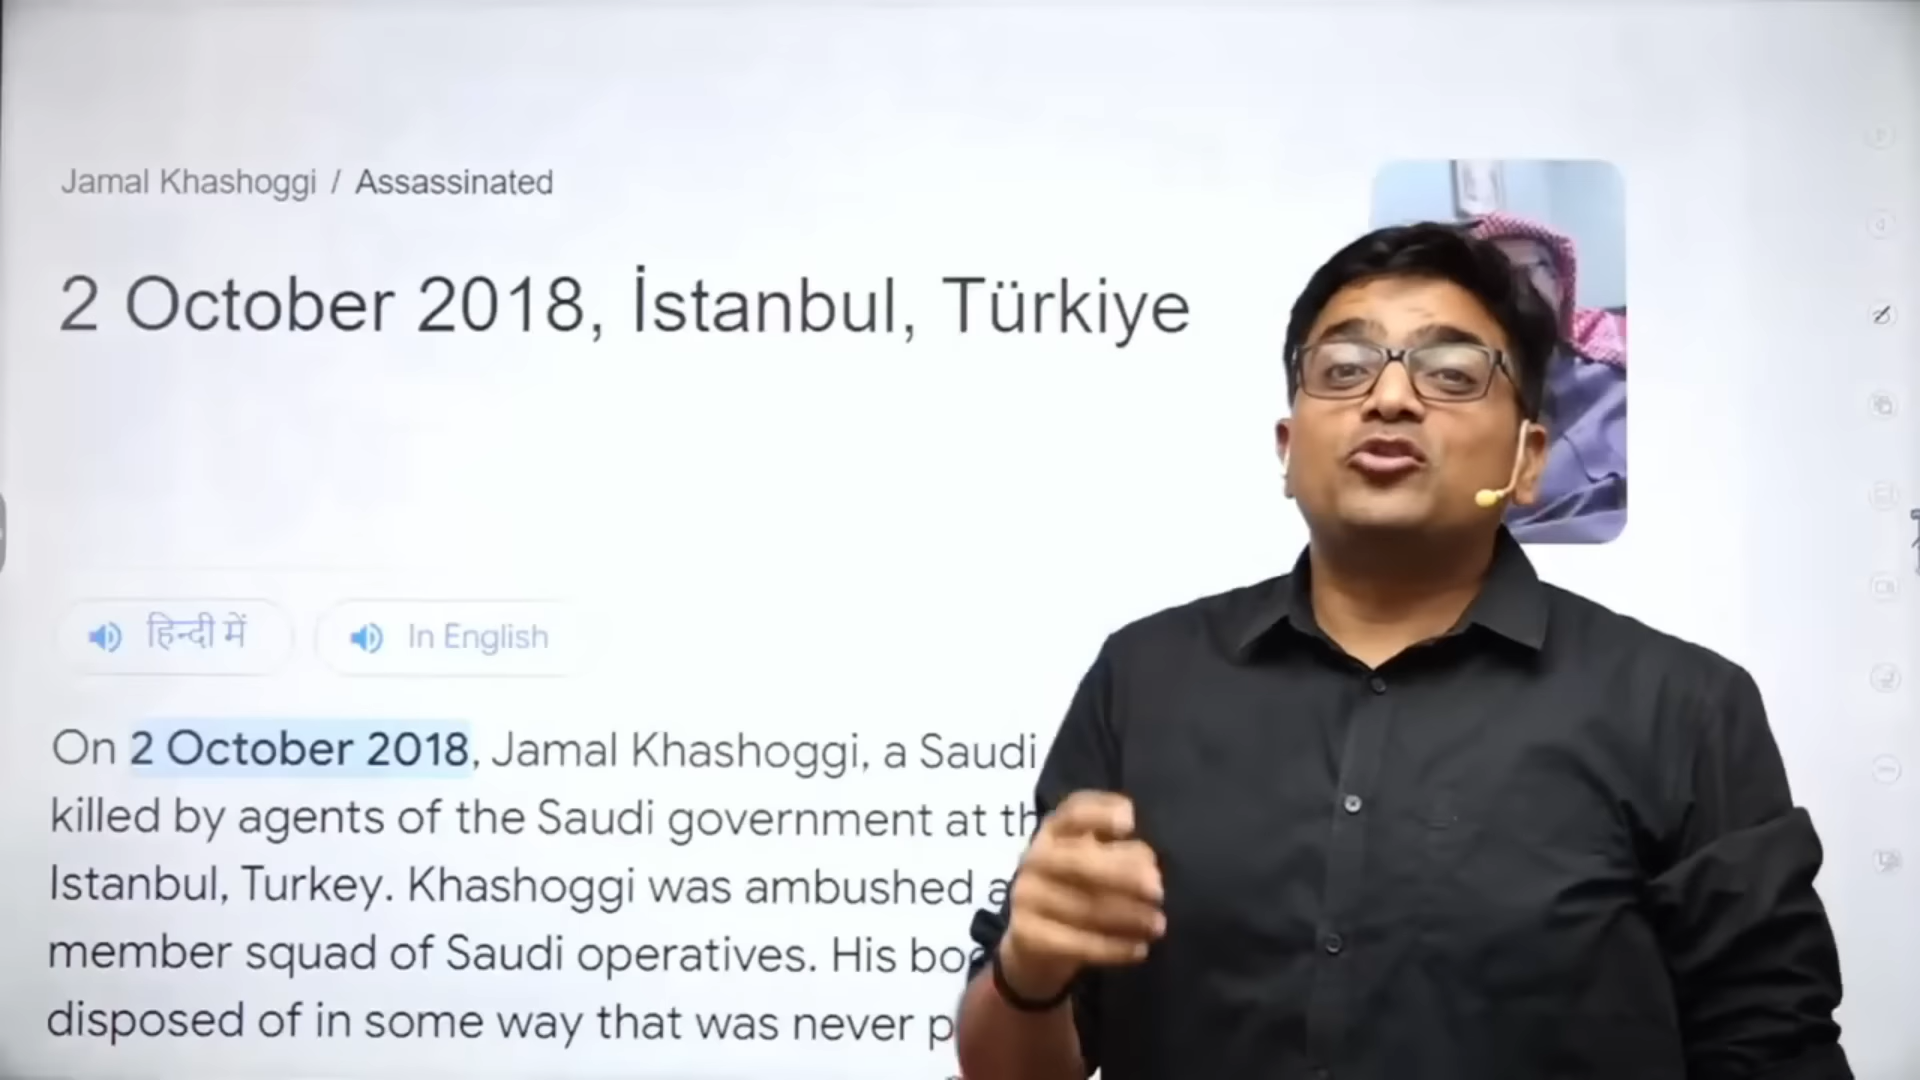 Jamal Khashoggi / Assassinated
2 October 2018, İstanbul, Türkiye
हिन्दी में
In English
On 2 October 2018, Jamal Khashoggi, a Saudi
killed by agents of the Saudi government at
Istanbul, Turkey. Khashoggi was ambushed
member squad of Saudi operatives. His
disposed of in some way that was never